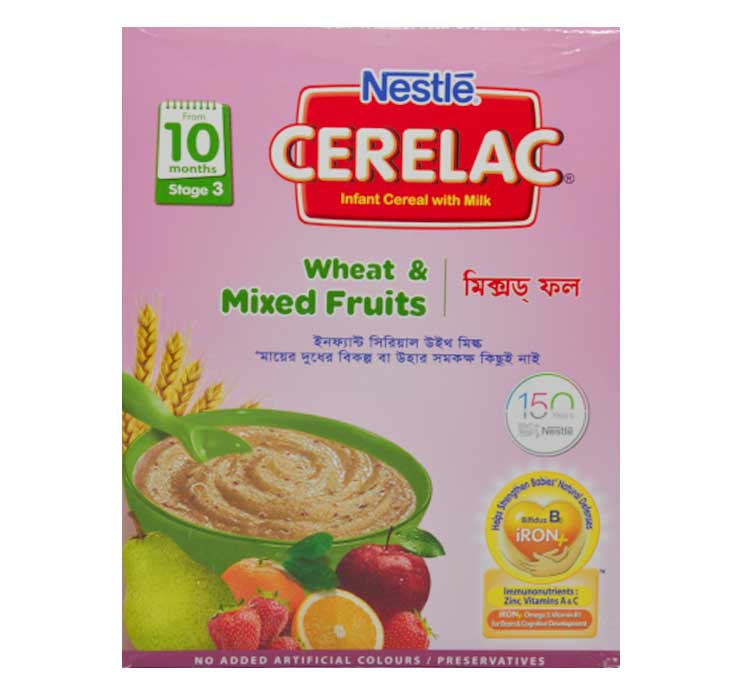 Nestlé®
CERELAC®
Infant Cereal with Milk
From
10
months
Stage 3
Wheat &
Mixed Fruits
মিক্সড্ ফল
ইনফ্যান্ট সিরিয়াল উইথ মিল্ক
*মায়ের দুধের বিকল্প বা উহার সমকক্ষ কিছুই নাই
150
Years
Nestlé
Helps Strengthen Babies' Natural Defenses
Bifidus B
iRON+
Immunonutrients :
Zinc, Vitamins A & C
iRON+ Omega 3, Vitamin B1
for Brain & Cognitive Development
NO ADDED ARTIFICIAL COLOURS / PRESERVATIVES